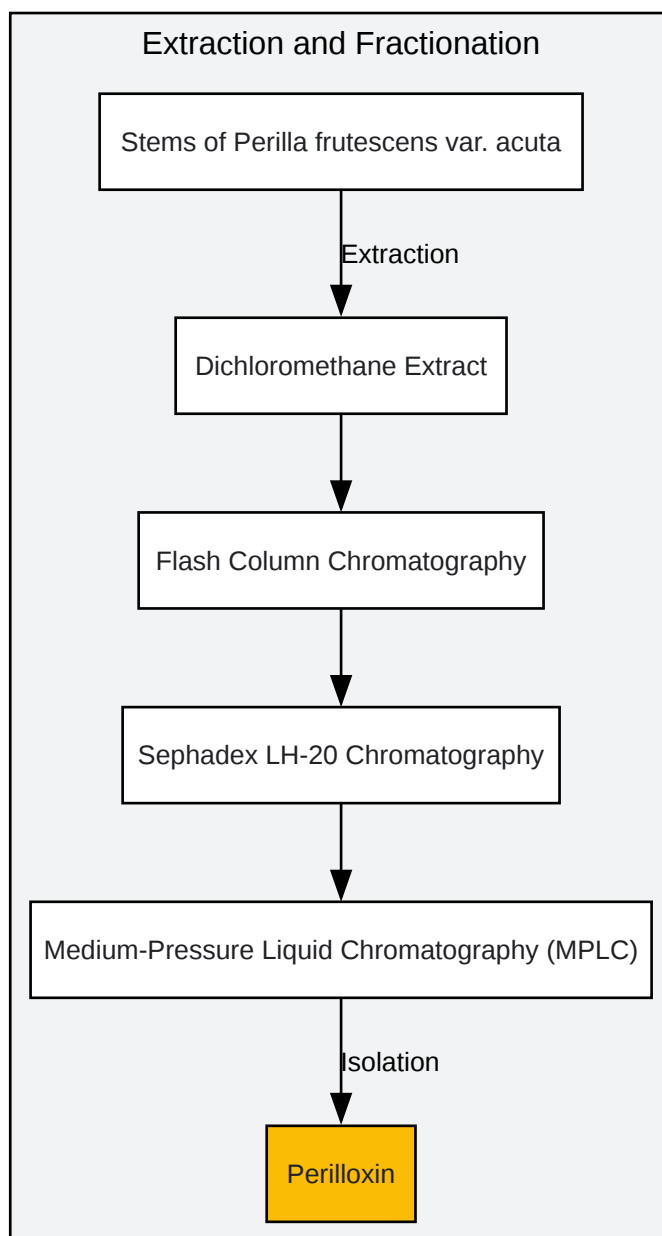 Extraction and Fractionation
Stems of Perilla frutescens var. acuta
Extraction
Dichloromethane Extract
Flash Column Chromatography
Sephadex LH-20 Chromatography
Medium-Pressure Liquid Chromatography (MPLC)
Isolation
Perilloxin